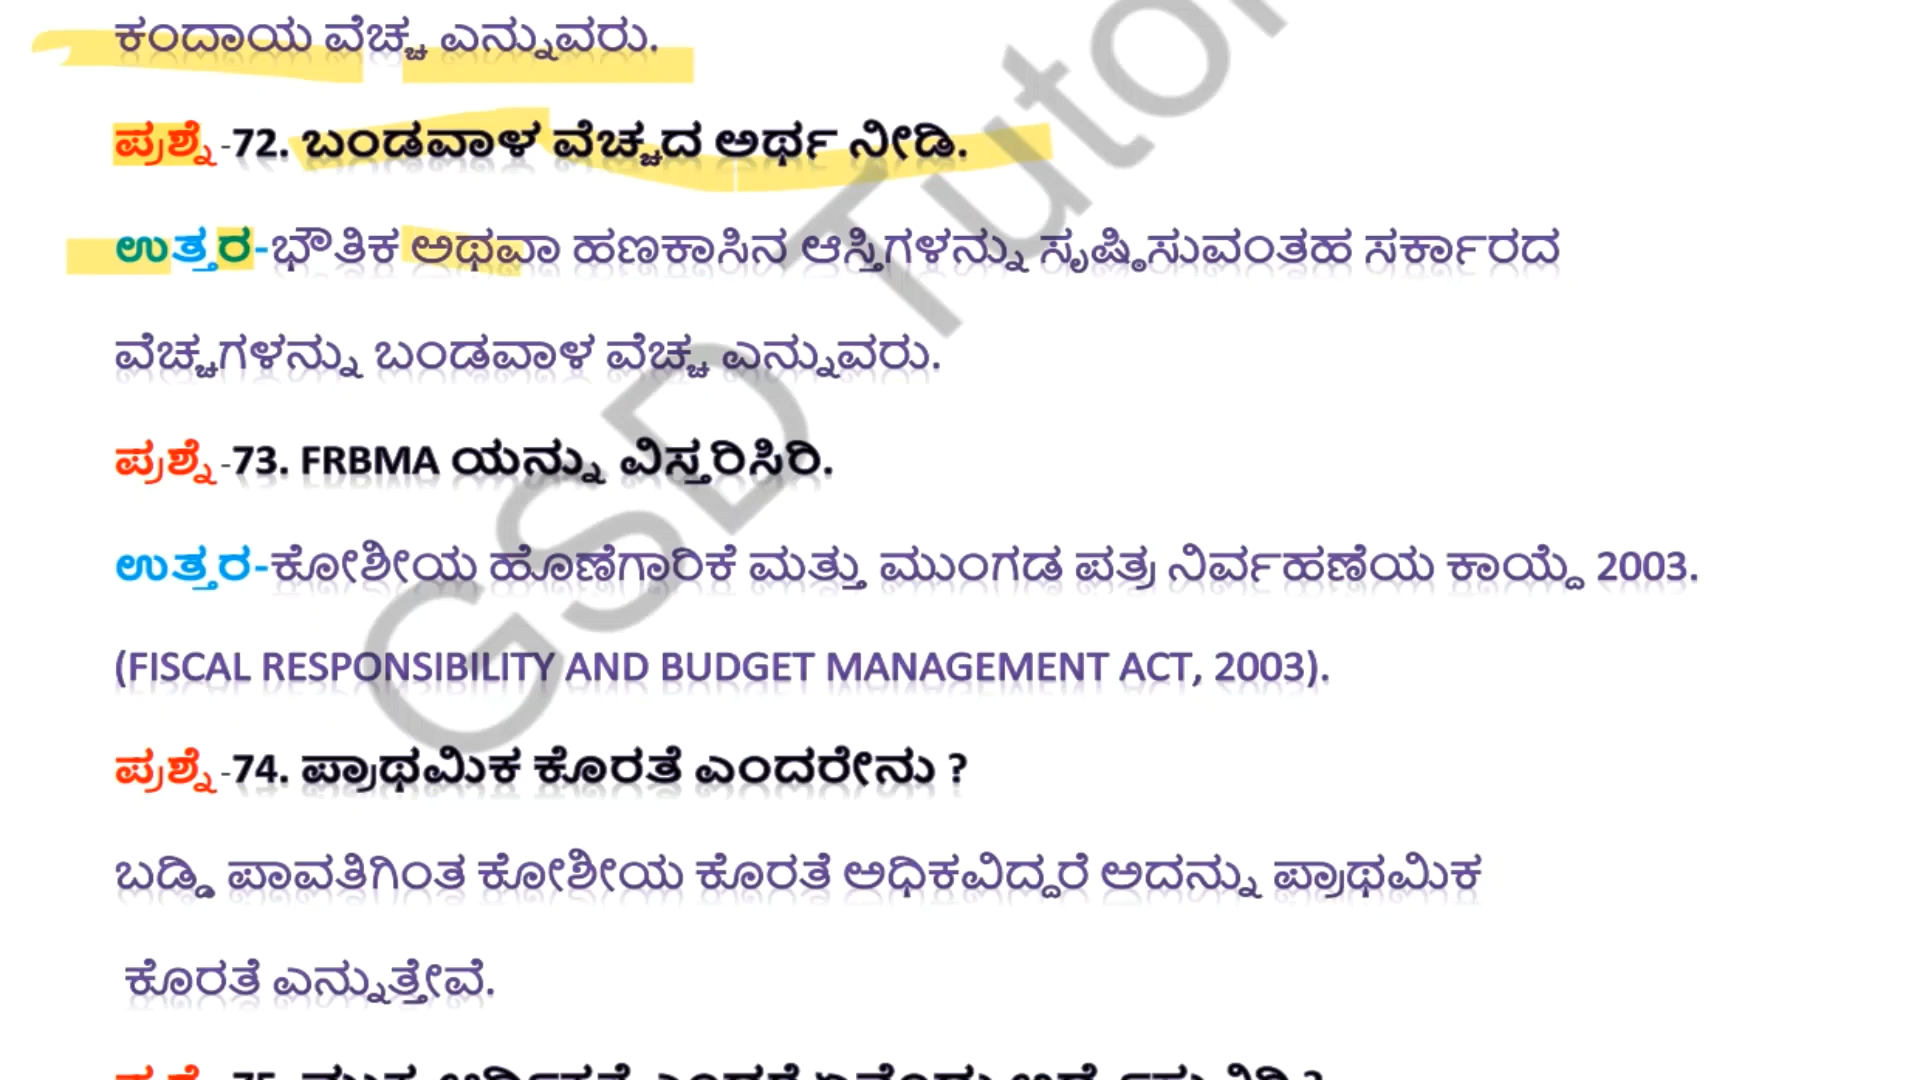 ಕಂದಾಯ ವೆಚ್ಚ ಎನ್ನುವರು.
ಪ್ರಶ್ನೆ -72. ಬಂಡವಾಳ ವೆಚ್ಚದ ಅರ್ಥ ನೀಡಿ.
ಉತ್ತರ-ಭೌತಿಕ ಅಥವಾ ಹಣಕಾಸಿನ ಆಸ್ತಿಗಳನ್ನು ಸೃಷ್ಠಿಸುವಂತಹ ಸರ್ಕಾರದ
ವೆಚ್ಚಗಳನ್ನು ಬಂಡವಾಳ ವೆಚ್ಚ ಎನ್ನುವರು.
ಪ್ರಶ್ನೆ -73. FRBMA ಯನ್ನು ವಿಸ್ತರಿಸಿರಿ.
ಉತ್ತರ-ಕೋಶೀಯ ಹೊಣೆಗಾರಿಕೆ ಮತ್ತು ಮುಂಗಡ ಪತ್ರ ನಿರ್ವಹಣೆಯ ಕಾಯ್ದೆ 2003.
(FISCAL RESPONSIBILITY AND BUDGET MANAGEMENT ACT, 2003).
ಪ್ರಶ್ನೆ -74. ಪ್ರಾಥಮಿಕ ಕೊರತೆ ಎಂದರೇನು ?
ಬಡ್ಡಿ ಪಾವತಿಗಿಂತ ಕೋಶೀಯ ಕೊರತೆ ಅಧಿಕವಿದ್ದರೆ ಅದನ್ನು ಪ್ರಾಥಮಿಕ
ಕೊರತೆ ಎನ್ನುತ್ತೇವೆ.
GSD